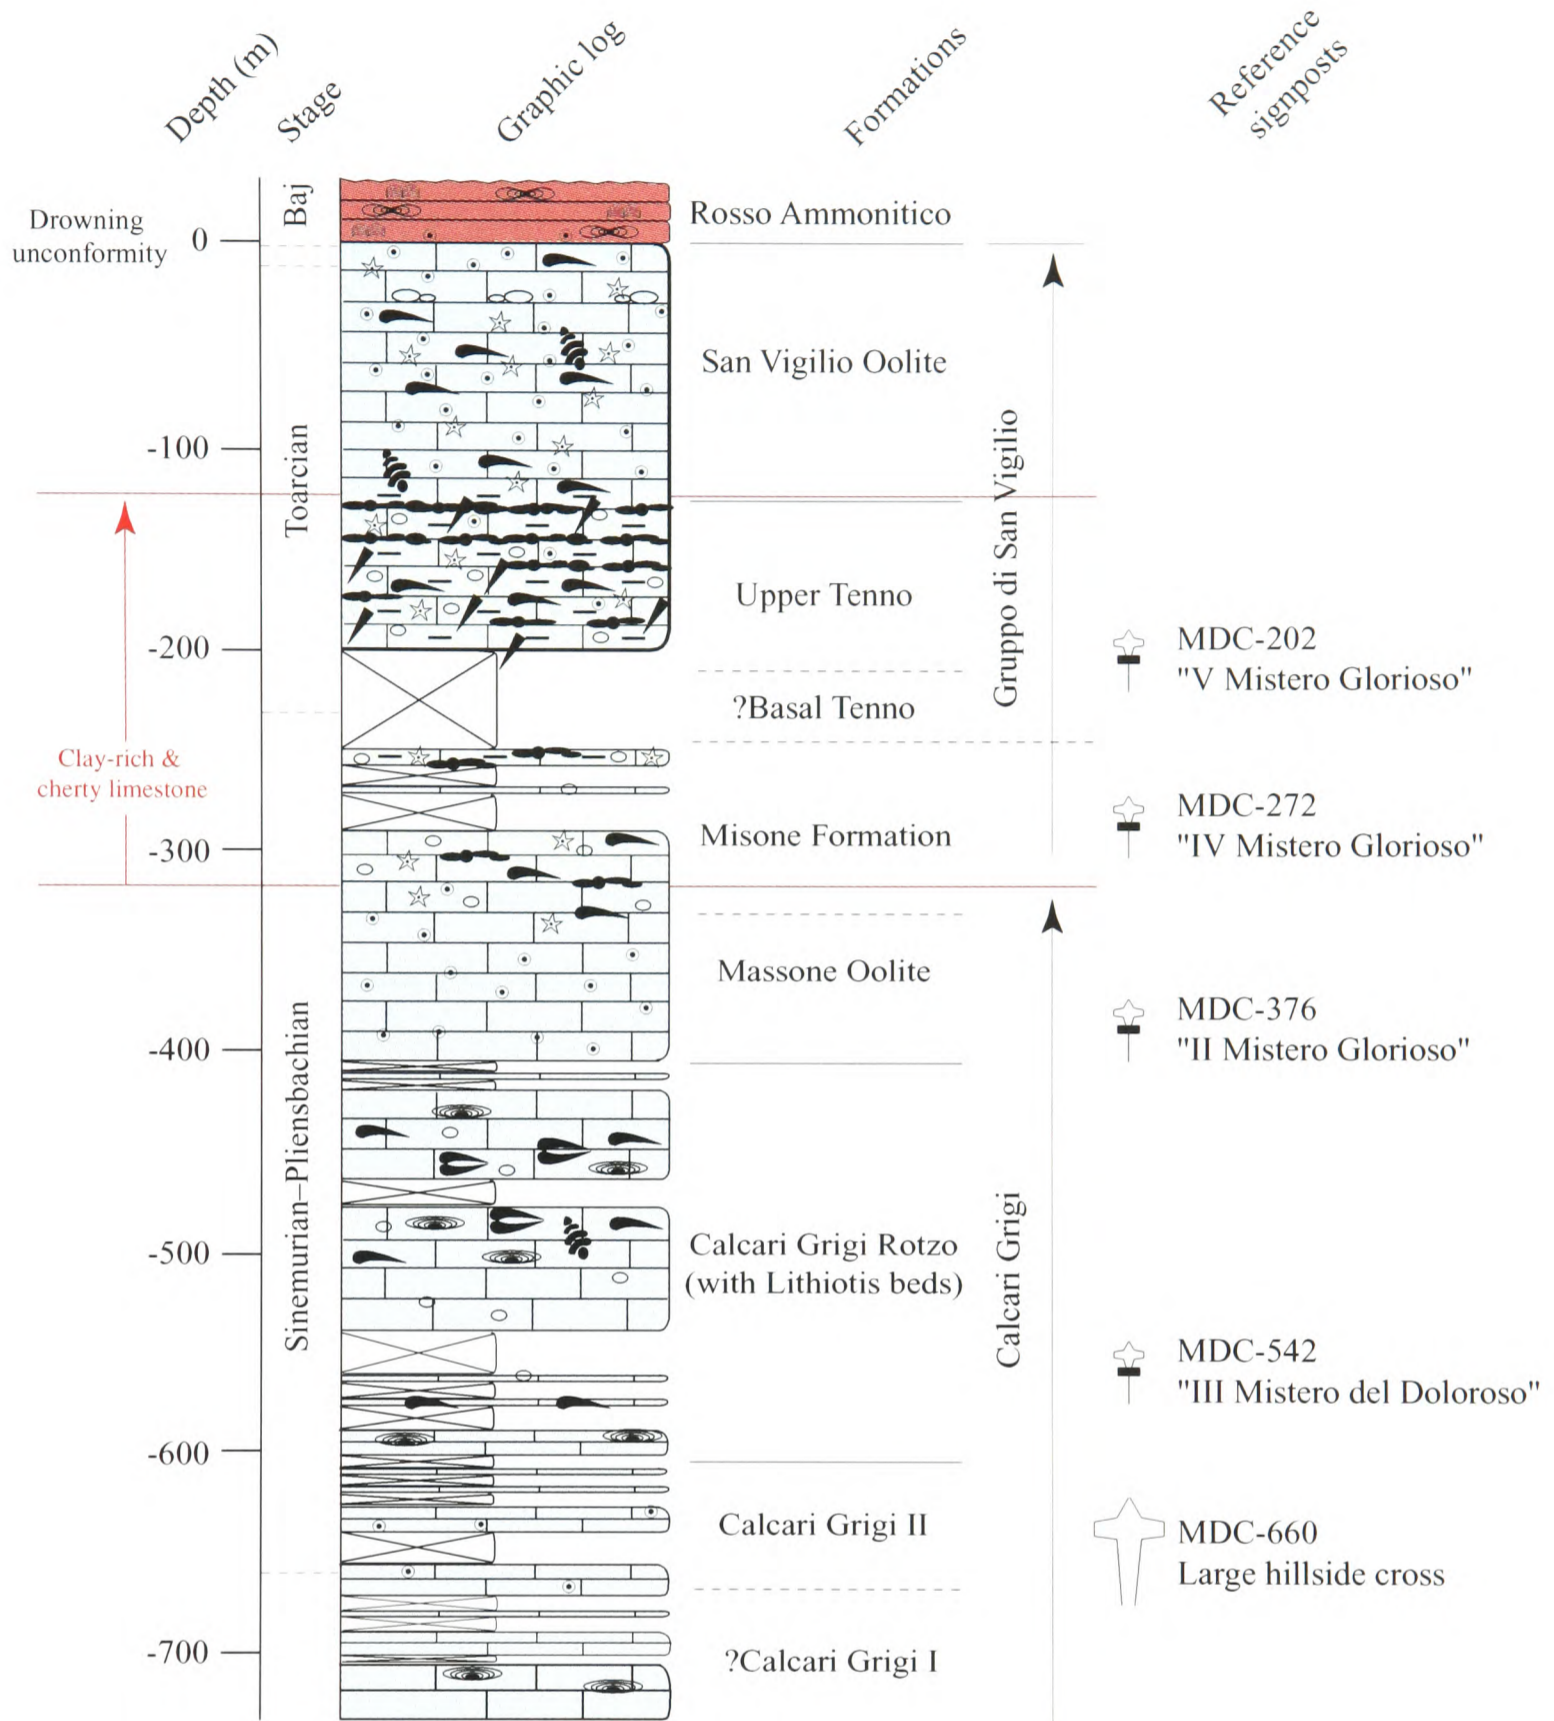 Depth (m)
Stage
Graphic log
Formations
Reference
signposts
Baj
Drowning
unconformity
0
Rosso Ammonitico
San Vigilio Oolite
-100
Toarcian
Gruppo di San Vigilio
Upper Tenno
-200
MDC-202
"V Mistero Glorioso"
?Basal Tenno
Clay-rich &
cherty limestone
MDC-272
"IV Mistero Glorioso"
-300
Misone Formation
Massone Oolite
MDC-376
"II Mistero Glorioso"
-400
Sinemurian–Pliensbachian
Calcari Grigi
-500
Calcari Grigi Rotzo
(with Lithiotis beds)
MDC-542
"III Mistero del Doloroso"
-600
Calcari Grigi II
MDC-660
Large hillside cross
-700
?Calcari Grigi I